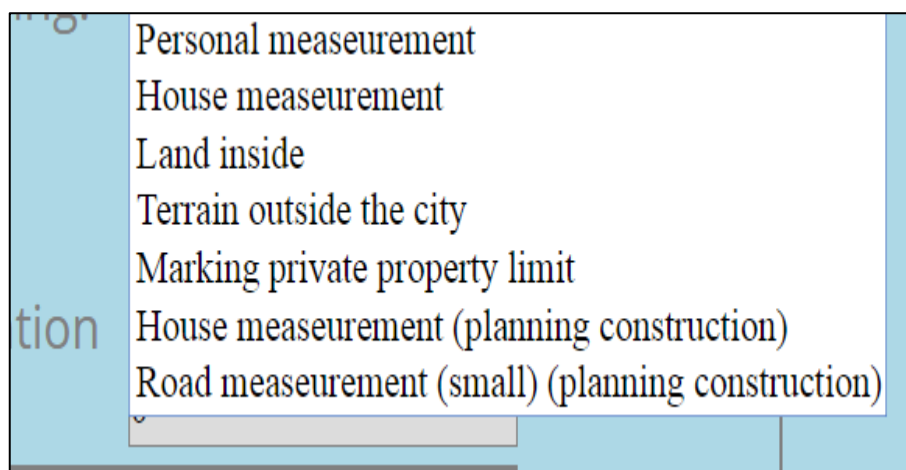 ing.
Personal measeurement
House measeurement
Land inside
Terrain outside the city
Marking private property limit
tion
House measeurement (planning construction)
Road measeurement (small) (planning construction)